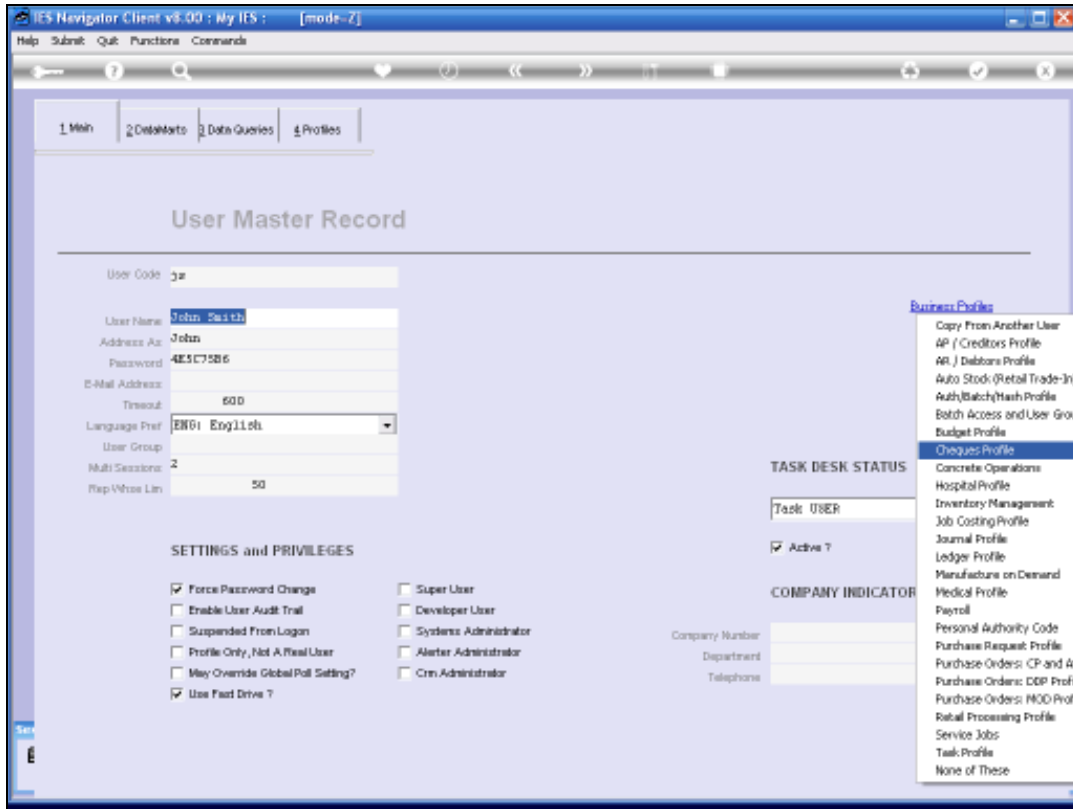 IES Navigator Client v8.00 : My IES :      [mode=Z]
Help  Submit  Quit  Functions  Commands
1 Main
2 DataMarts
3 Data Queries
4 Profiles
User Master Record
User Code
Business Profiles
User Name
John Smith
Address As
John
Password
E-Mail Address
Timeout
600
Language Pref
ENG: English
User Group
Multi Sessions
2
Rep Whse Lim
50
TASK DESK STATUS
Task USER
Active ?
SETTINGS and PRIVILEGES
Force Password Change
Enable User Audit Trail
Suspended From Logon
Profile Only, Not A Real User
May Override Global Poll Setting?
Use Fast Drive ?
Super User
Developer User
Systems Administrator
Alerter Administrator
Crm Administrator
COMPANY INDICATOR
Company Number
Department
Telephone
Copy From Another User
AP / Creditors Profile
AR / Debtors Profile
Auto Stock (Retail Trade-In
Auth/Batch/Hash Profile
Batch Access and User Grou
Budget Profile
Cheques Profile
Concrete Operations
Hospital Profile
Inventory Management
Job Costing Profile
Journal Profile
Ledger Profile
Manufacture on Demand
Medical Profile
Payroll
Personal Authority Code
Purchase Request Profile
Purchase Orders: CP and A
Purchase Orders: DDP Prof
Purchase Orders: MOD Prof
Retail Processing Profile
Service Jobs
Task Profile
None of These